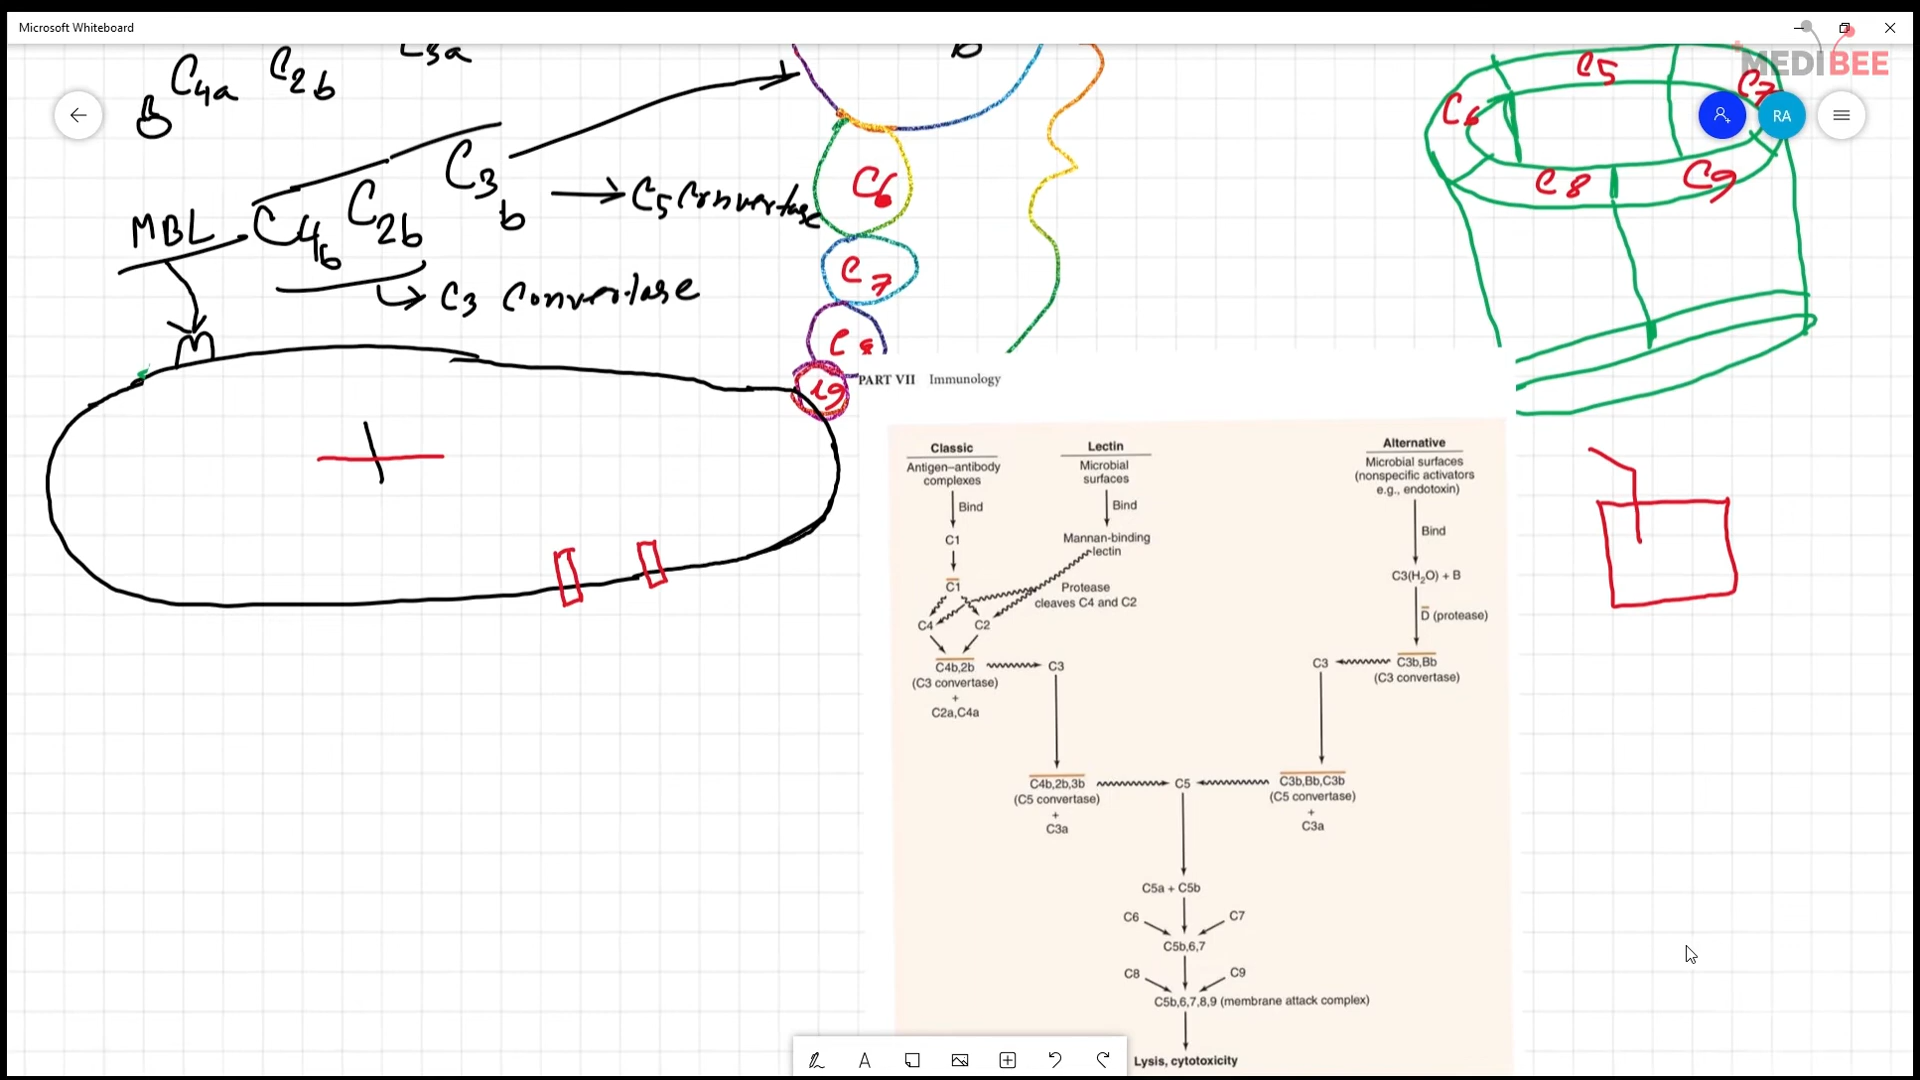 Microsoft Whiteboard
MEDIBEE
RA
C4a C2b C3a
B
b
C3b → C5 Convertase
MBL C4b C2b
C3 Convertase
M
C6
C7
C8
C9
C5
C7
C6
C8
C9
PART VII Immunology
Classic
Antigen–antibody
complexes
Bind
C1
C1
C4
C2
C4b,2b
(C3 convertase)
+
C2a,C4a
Lectin
Microbial
surfaces
Bind
Mannan-binding
lectin
Protease
cleaves C4 and C2
C3
C4b,2b,3b
(C5 convertase)
+
C3a
Alternative
Microbial surfaces
(nonspecific activators
e.g., endotoxin)
Bind
C3(H2O) + B
D (protease)
C3b,Bb
(C3 convertase)
C3
C3b,Bb,C3b
(C5 convertase)
+
C3a
C5
C5a + C5b
C6
C7
C5b,6,7
C8
C9
C5b,6,7,8,9 (membrane attack complex)
Lysis, cytotoxicity